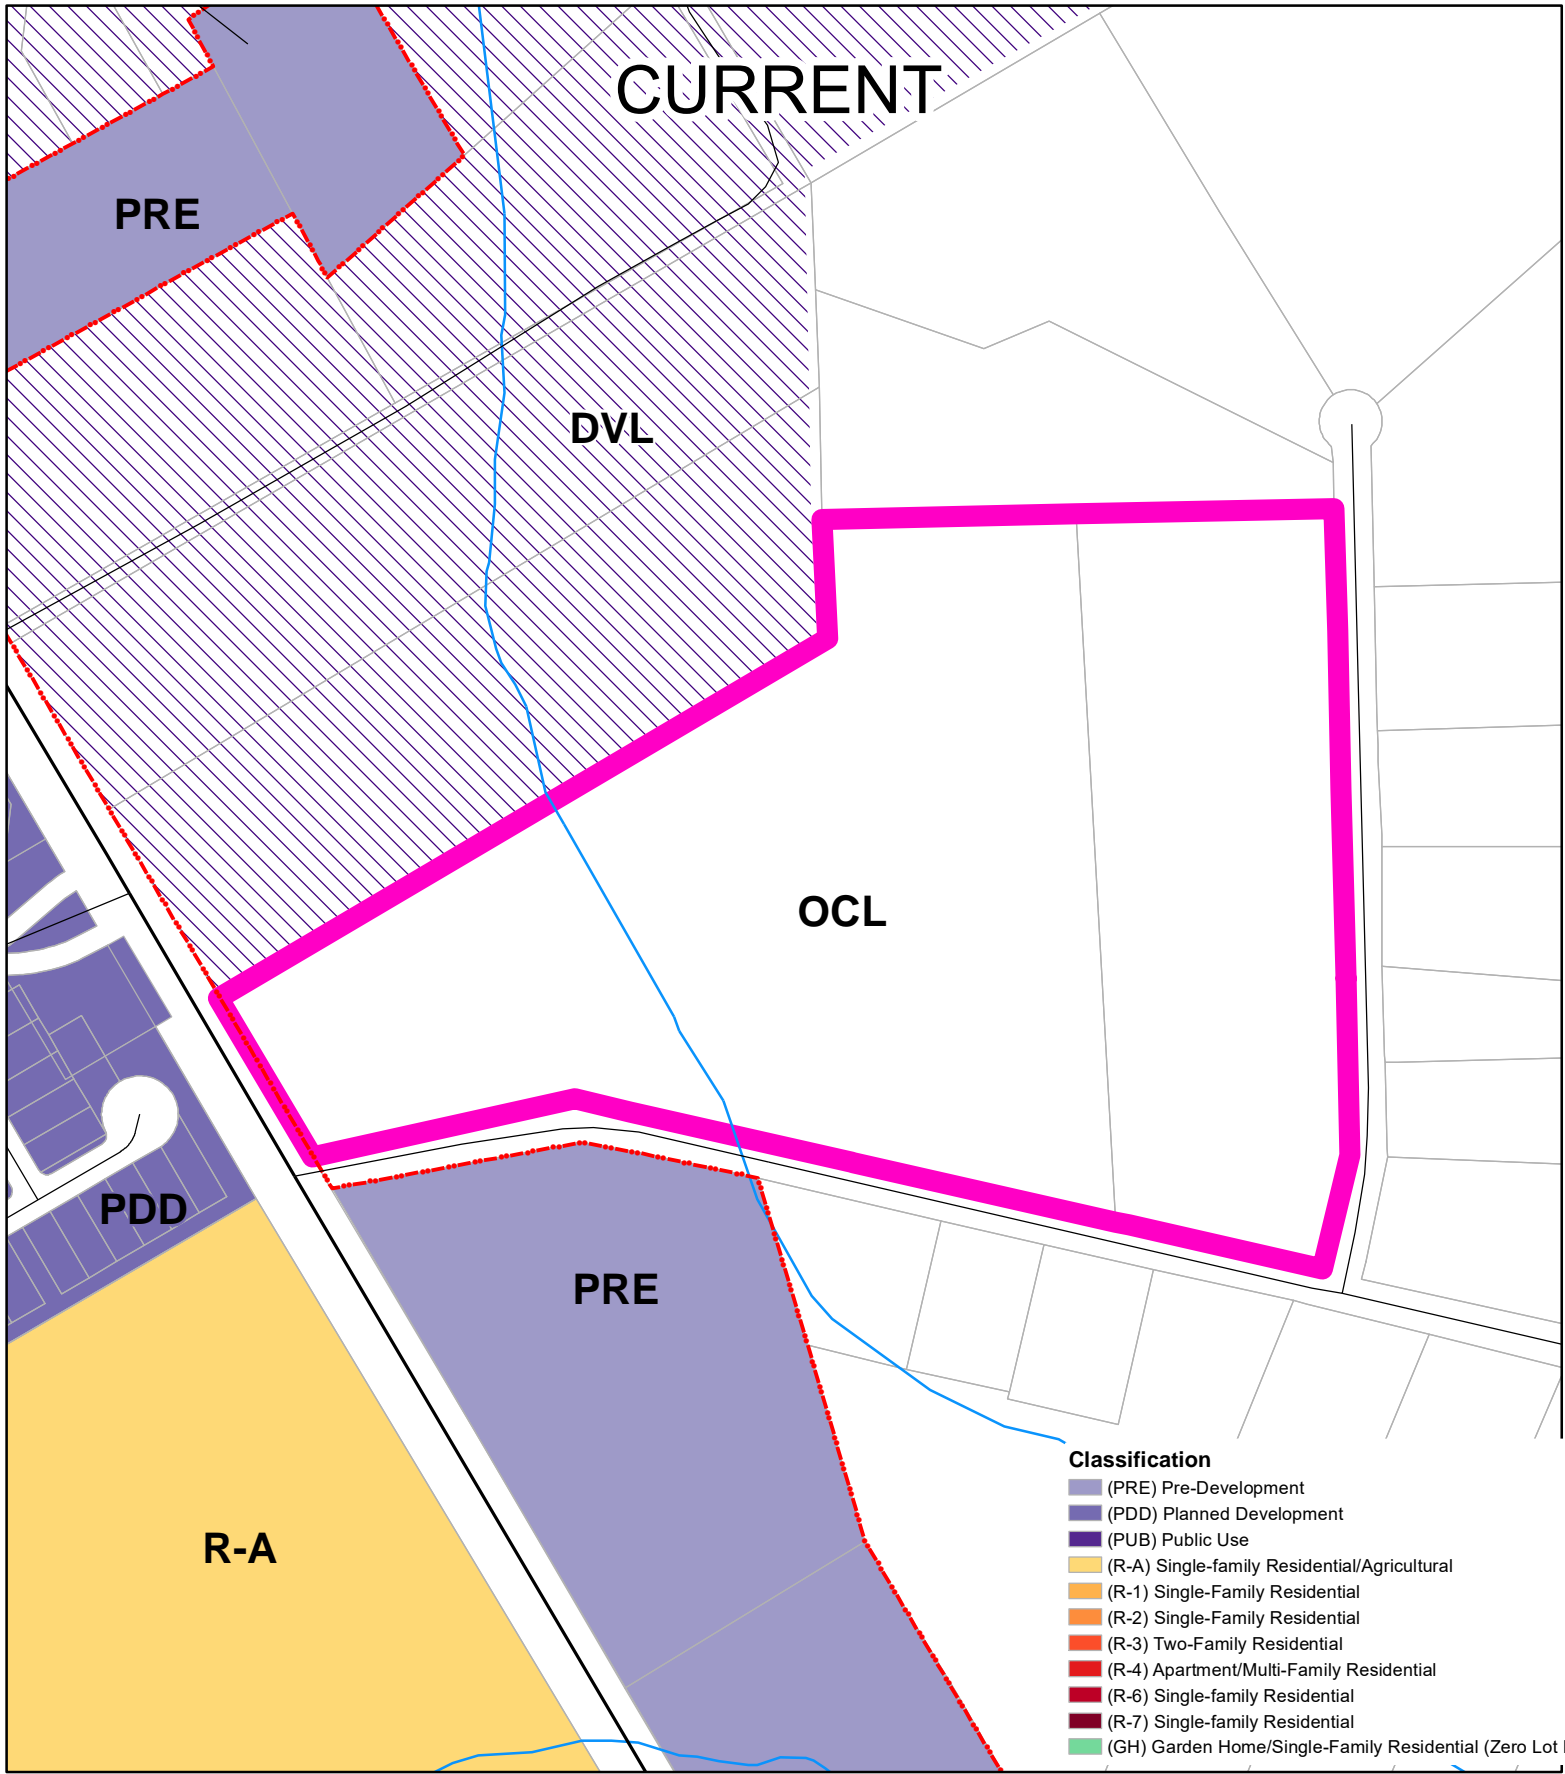 CURRENT
PRE
DVL
OCL
PDD
PRE
R-A
Classification
(PRE) Pre-Development
(PDD) Planned Development
(PUB) Public Use
(R-A) Single-family Residential/Agricultural
(R-1) Single-Family Residential
(R-2) Single-Family Residential
(R-3) Two-Family Residential
(R-4) Apartment/Multi-Family Residential
(R-6) Single-family Residential
(R-7) Single-family Residential
(GH) Garden Home/Single-Family Residential (Zero Lot